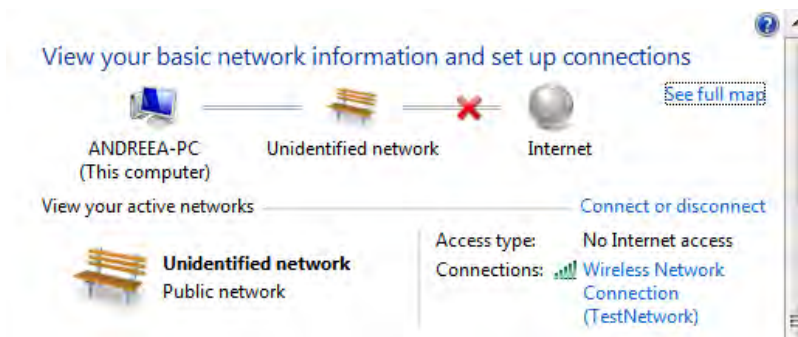 View your basic network information and set up connections
See full map
ANDREEA-PC
(This computer)
Unidentified network
Internet
View your active networks
Connect or disconnect
Unidentified network
Public network
Access type: No Internet access
Connections: Wireless Network
Connection
(TestNetwork)